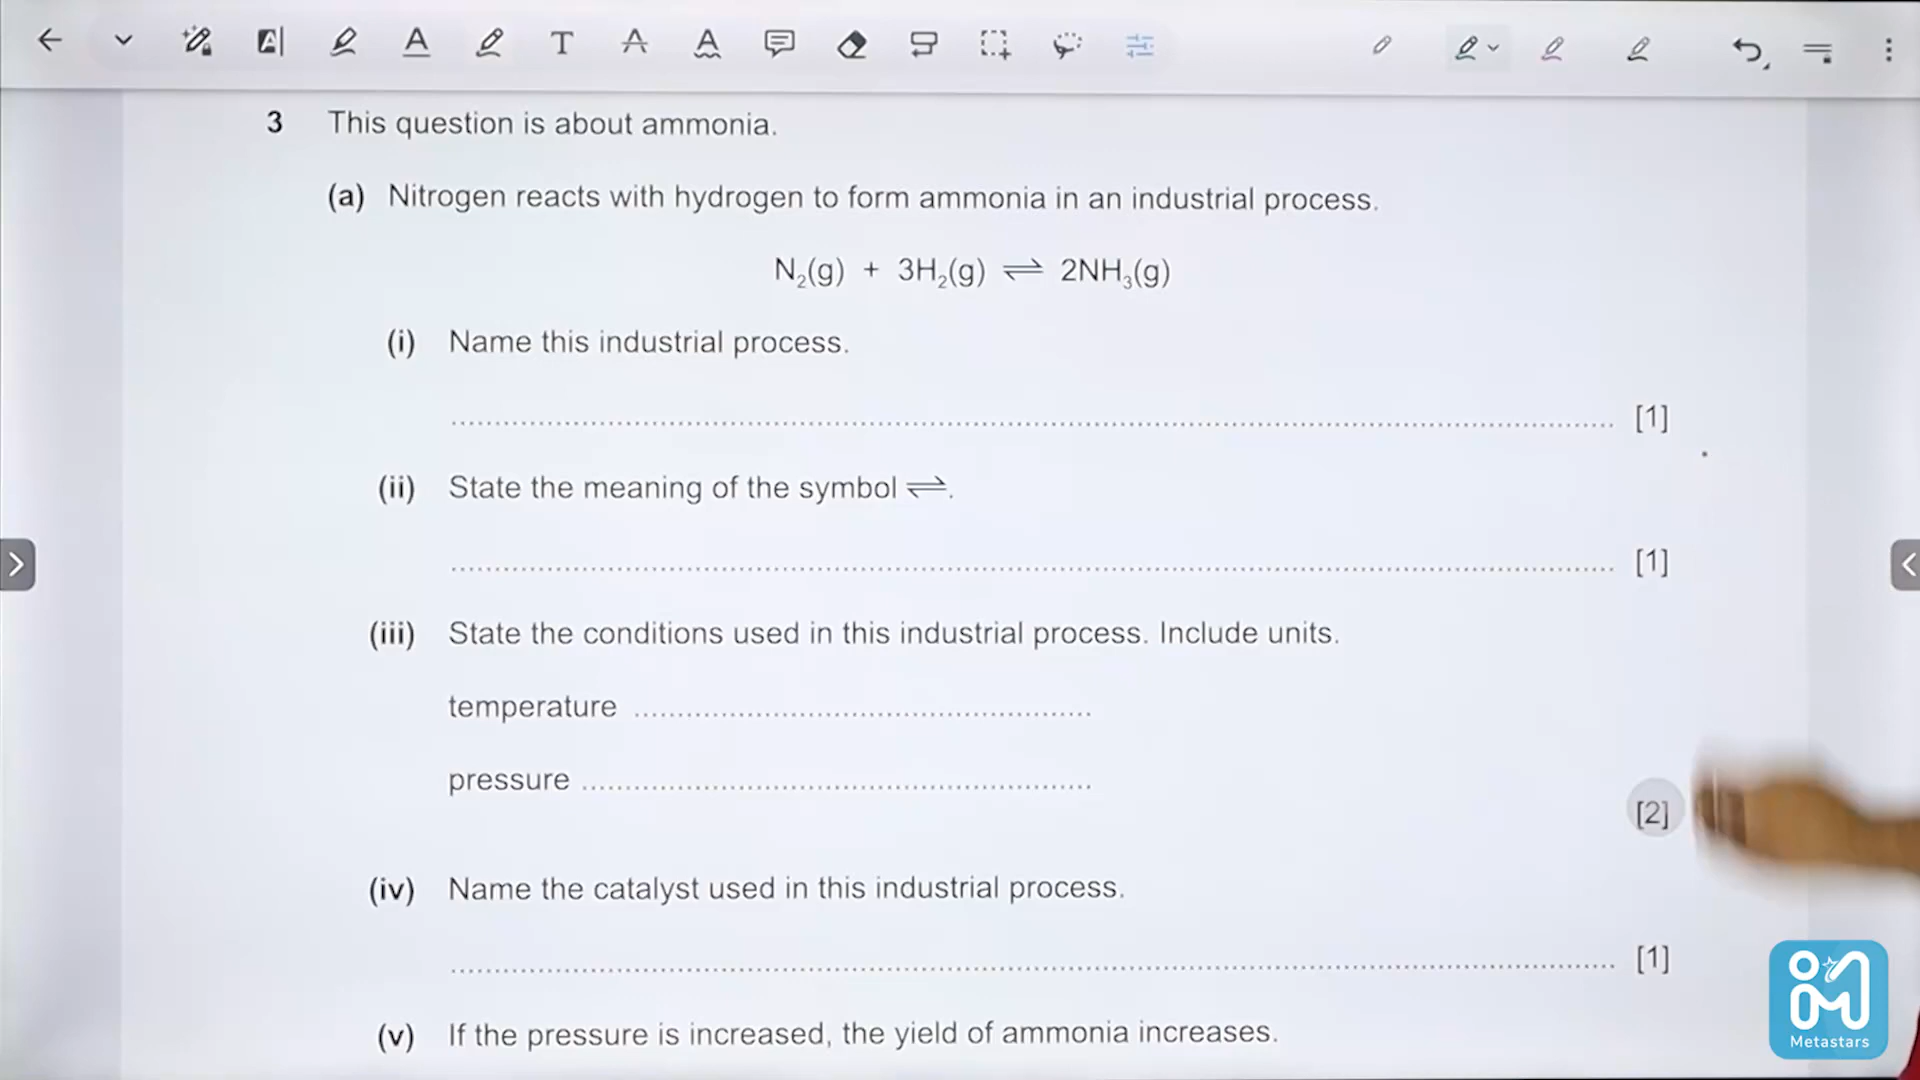 3 This question is about ammonia.
(a) Nitrogen reacts with hydrogen to form ammonia in an industrial process.
N₂(g) + 3H₂(g) ⇌ 2NH₃(g)
(i) Name this industrial process.
[1]
(ii) State the meaning of the symbol ⇌.
[1]
(iii) State the conditions used in this industrial process. Include units.
temperature
pressure
[2]
(iv) Name the catalyst used in this industrial process.
[1]
(v) If the pressure is increased, the yield of ammonia increases.
Metastars